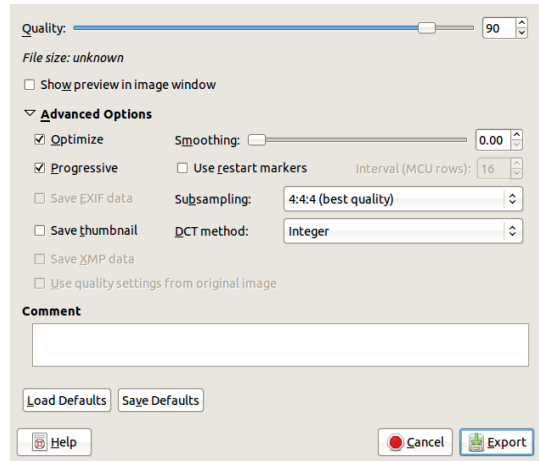 Quality: 90
File size: unknown
Show preview in image window
Advanced Options
Optimize Smoothing: 0.00
Progressive Use restart markers Interval (MCU rows): 16
Save EXIF data Subsampling: 4:4:4 (best quality)
Save thumbnail DCT method: Integer
Save XMP data
Use quality settings from original image
Comment
Load Defaults Save Defaults
Help Cancel Export